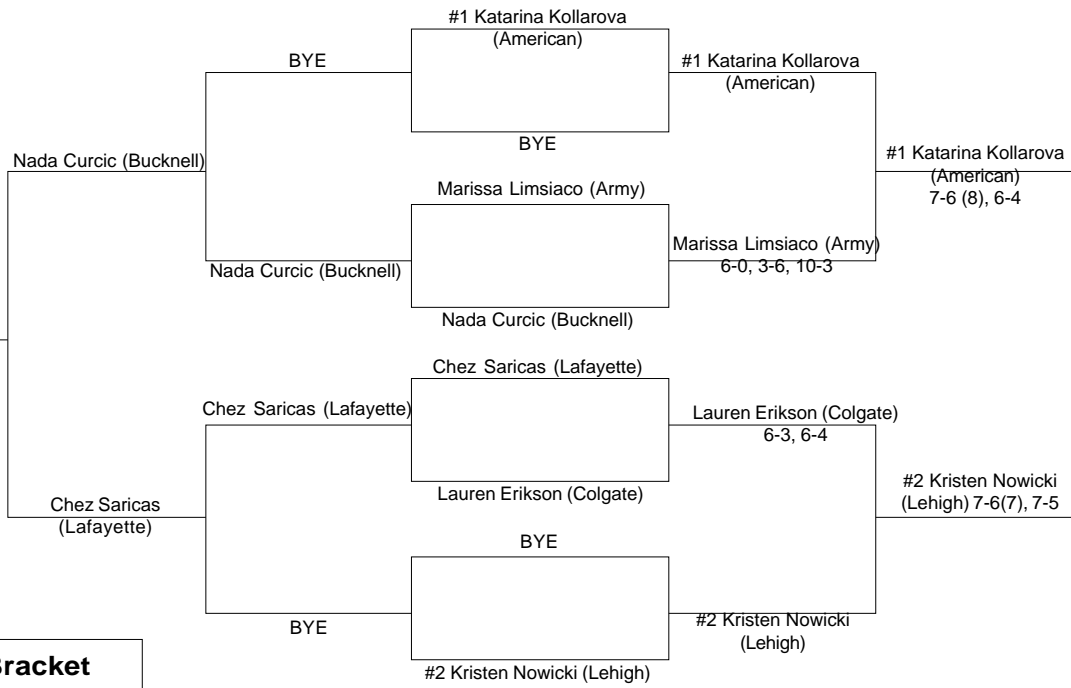 #1 Katarina Kollarova
(American)
BYE
#1 Katarina Kollarova
(American)
BYE
Nada Curcic (Bucknell)
#1 Katarina Kollarova
(American)
7-6 (8), 6-4
Marissa Limsiaco (Army)
Nada Curcic (Bucknell)
Marissa Limsiaco (Army)
6-0, 3-6, 10-3
Nada Curcic (Bucknell)
Chez Saricas (Lafayette)
Chez Saricas (Lafayette)
Lauren Erikson (Colgate)
6-3, 6-4
Lauren Erikson (Colgate)
Chez Saricas
(Lafayette)
#2 Kristen Nowicki
(Lehigh) 7-6(7), 7-5
BYE
BYE
#2 Kristen Nowicki
(Lehigh)
#2 Kristen Nowicki (Lehigh)